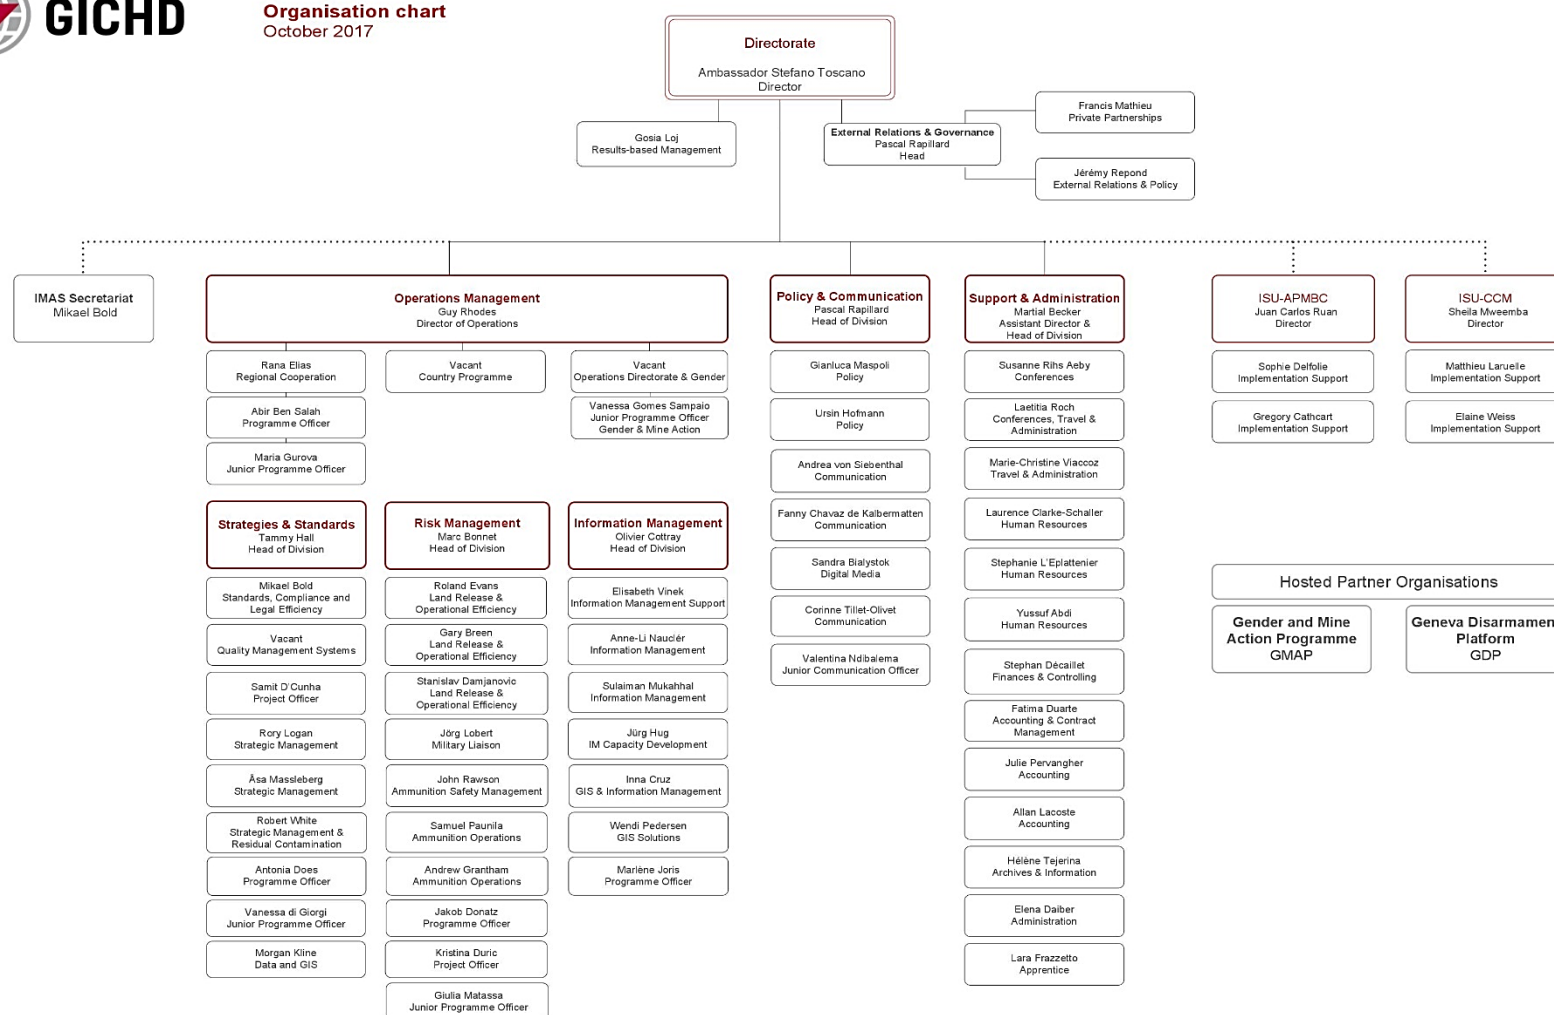 GICHD
Organisation chart
October 2017
Directorate
Ambassador Stefano Toscano
Director
Gosia Loj
Results-based Management
External Relations & Governance
Pascal Rapillard
Head
Francis Mathieu
Private Partnerships
Jérémy Repond
External Relations & Policy
IMAS Secretariat
Mikael Bold
Operations Management
Guy Rhodes
Director of Operations
Rana Elias
Regional Cooperation
Abir Ben Salah
Programme Officer
Maria Gurova
Junior Programme Officer
Vacant
Country Programme
Vacant
Operations Directorate & Gender
Vanessa Gomes Sampaio
Junior Programme Officer
Gender & Mine Action
Strategies & Standards
Tammy Hall
Head of Division
Mikael Bold
Standards, Compliance and
Legal Efficiency
Vacant
Quality Management Systems
Samit D'Cunha
Project Officer
Rory Logan
Strategic Management
Åsa Massleberg
Strategic Management
Robert White
Strategic Management &
Residual Contamination
Antonia Does
Programme Officer
Vanessa di Giorgi
Junior Programme Officer
Morgan Kline
Data and GIS
Risk Management
Marc Bonnet
Head of Division
Roland Evans
Land Release &
Operational Efficiency
Gary Breen
Land Release &
Operational Efficiency
Stanislav Damjanovic
Land Release &
Operational Efficiency
Jörg Lobert
Military Liaison
John Rawson
Ammunition Safety Management
Samuel Paunila
Ammunition Operations
Andrew Grantham
Ammunition Operations
Jakob Donatz
Programme Officer
Kristina Duric
Project Officer
Giulia Matassa
Junior Programme Officer
Information Management
Olivier Cottray
Head of Division
Elisabeth Vinek
Information Management Support
Anne-Li Nauclér
Information Management
Sulaiman Mukahhal
Information Management
Jürg Hug
IM Capacity Development
Inna Cruz
GIS & Information Management
Wendi Pedersen
GIS Solutions
Marlène Joris
Programme Officer
Policy & Communication
Pascal Rapillard
Head of Division
Gianluca Maspoli
Policy
Ursin Hofmann
Policy
Andrea von Siebenthal
Communication
Fanny Chavaz de Kalbermatten
Communication
Sandra Bialystok
Digital Media
Corinne Tillet-Olivet
Communication
Valentina Ndibalema
Junior Communication Officer
Support & Administration
Martial Becker
Assistant Director &
Head of Division
Susanne Rihs Aeby
Conferences
Laetitia Roch
Conferences, Travel &
Administration
Marie-Christine Viaccoz
Travel & Administration
Laurence Clarke-Schaller
Human Resources
Stephanie L'Eplattenier
Human Resources
Yussuf Abdi
Human Resources
Stephan Décaillet
Finances & Controlling
Fatima Duarte
Accounting & Contract
Management
Julie Pervangher
Accounting
Allan Lacoste
Accounting
Hélène Tejerina
Archives & Information
Elena Daiber
Administration
Lara Frazzetto
Apprentice
ISU-APMBC
Juan Carlos Ruan
Director
Sophie Delfolie
Implementation Support
Gregory Cathcart
Implementation Support
ISU-CCM
Sheila Mweemba
Director
Matthieu Laruelle
Implementation Support
Elaine Weiss
Implementation Support
Hosted Partner Organisations
Gender and Mine
Action Programme
GMAP
Geneva Disarmamen
Platform
GDP